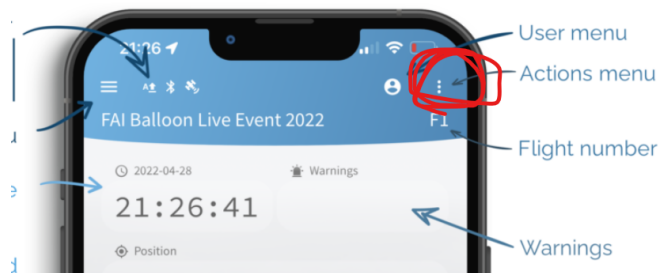 User menu
21:26
Actions menu
FAI Balloon Live Event 2022
F1
Flight number
2022-04-28
Warnings
21:26:41
Warnings
Position